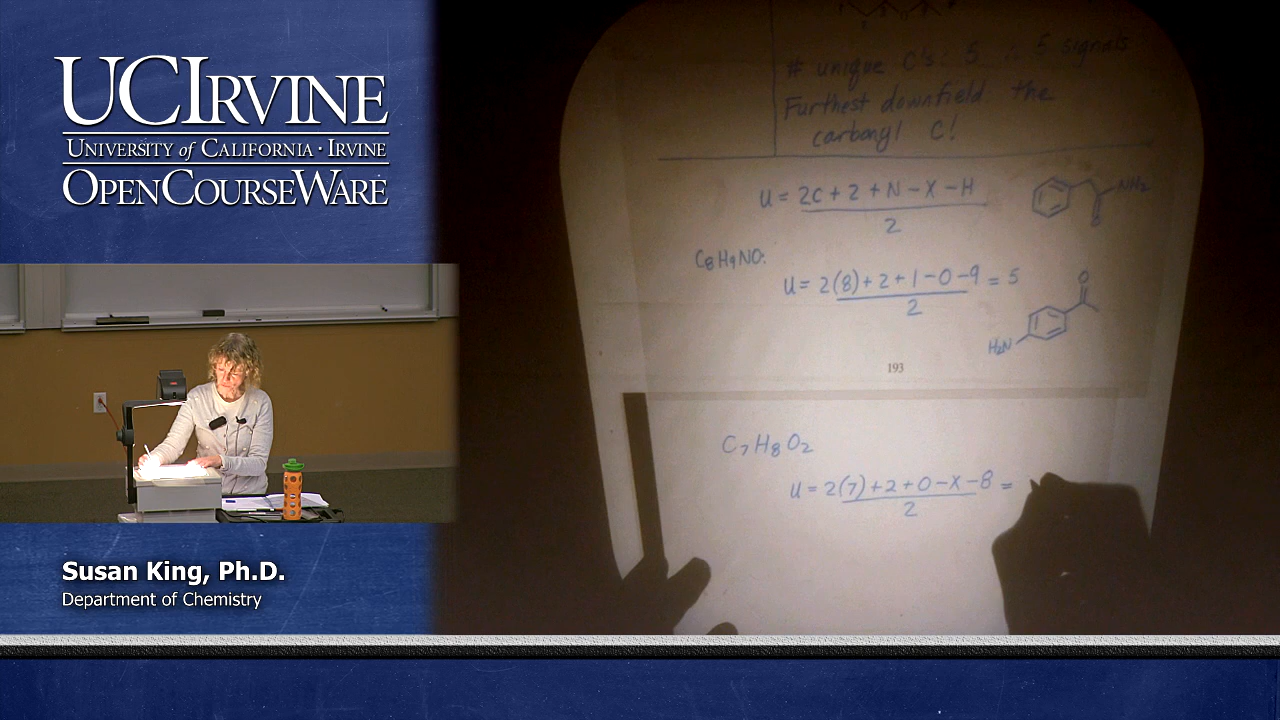 UCIRVINE
UNIVERSITY of CALIFORNIA · IRVINE
OPENCOURSEWARE
# unique C's: 5 ∴ 5 signals
Furthest downfield the
carbonyl C!
U = 2C + 2 + N - X - H
2
NH2
O
C8H9NO:
U = 2(8) + 2 + 1 - 0 - 9 = 5
2
O
H2N
193
C7H8O2
U = 2(7) + 2 + 0 - X - 8 =
2
Susan King, Ph.D.
Department of Chemistry